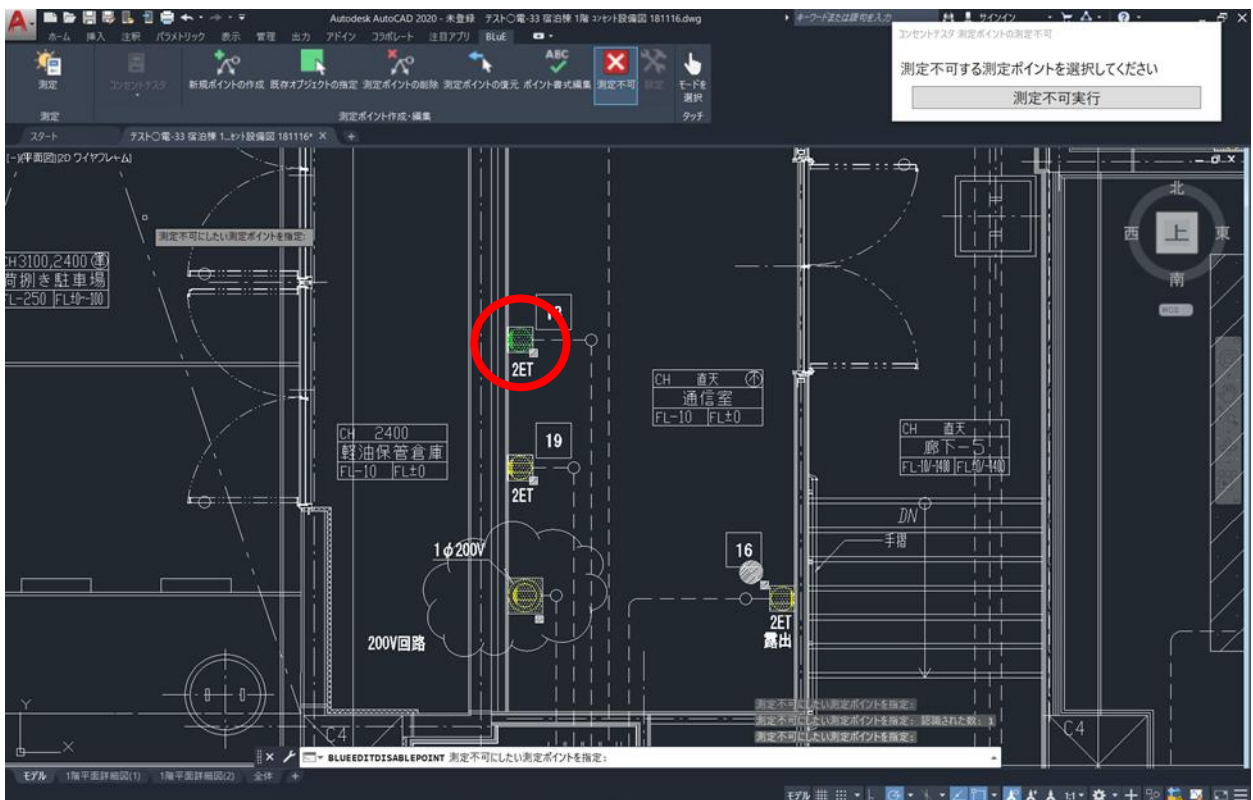 Autodesk AutoCAD 2020 - 未登録 テスト○電-33 宿泊棟 1階 コンセント設備図 181116.dwg
キーワードまたは語句を入力
サインイン
ホーム 挿入 注釈 パラメトリック 表示 管理 出力 アドイン コラボレート 注目アプリ BLuE
測定
コンセントテスタ
新規ポイントの作成
既存オブジェクトの指定
測定ポイントの削除
測定ポイントの復元
ABC
ポイント書式編集
測定不可
設定
モードを
選択
測定
測定ポイント作成・編集
タッチ
コンセントテスタ 測定ポイントの測定不可
測定不可する測定ポイントを選択してください
測定不可実行
スタート
テスト○電-33 宿泊棟 1...セント設備図 181116*
[-][平面図][2D ワイヤフレーム]
測定不可にしたい測定ポイントを指定:
北
西 上 東
南
WCS
CH3100,2400
荷捌き駐車場
FL-250 FL±0~-100
2ET
CH 直天 不
通信室
FL-10 FL±0
CH 2400
軽油保管倉庫
FL-10 FL±0
19
2ET
CH 直天
廊下-5
DN
手摺
1φ200V
16
200V回路
2ET
露出
C4
C4
Y
X
測定不可にしたい測定ポイントを指定:
測定不可にしたい測定ポイントを指定: 認識された数: 1
測定不可にしたい測定ポイントを指定:
BLUEEDITDISABLEPOINT 測定不可にしたい測定ポイントを指定:
モデル 1階平面詳細図(1) 1階平面詳細図(2) 全体 +
モデル 1:1